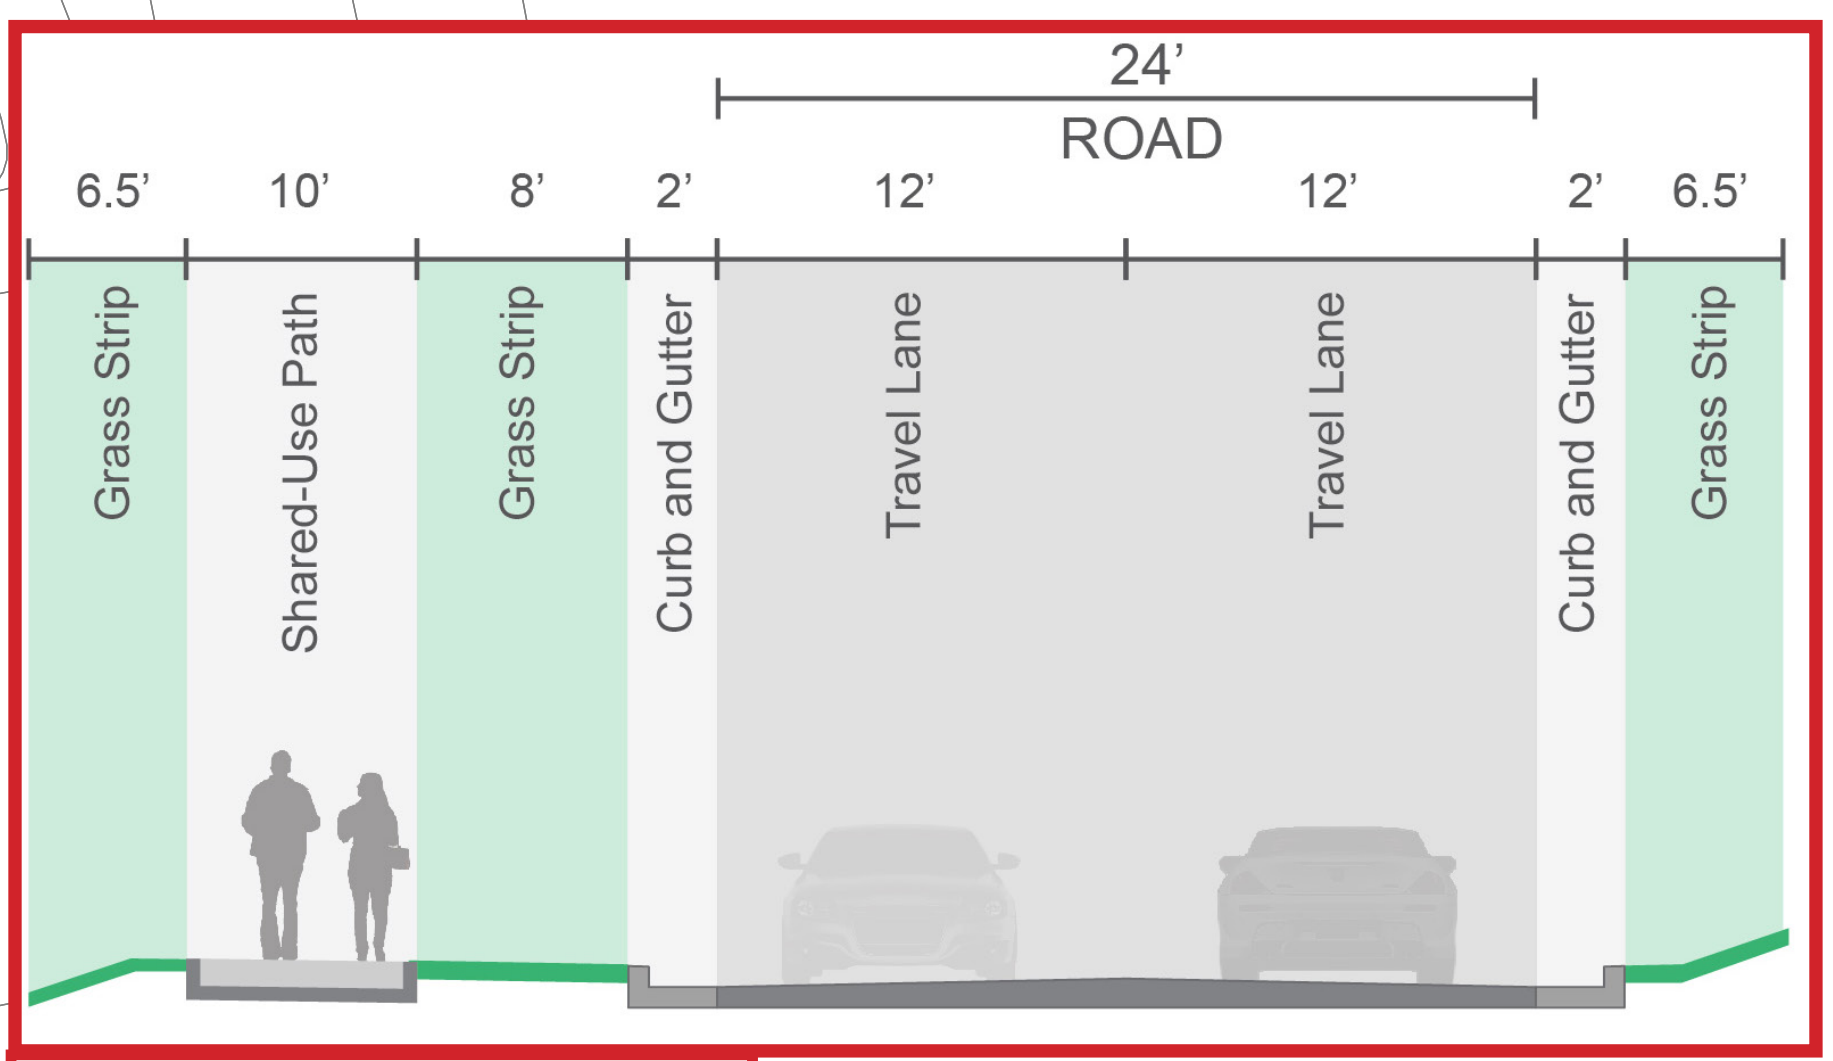 24’
ROAD
6.5’ 10’ 8’ 2’ 12’ 12’ 2’ 6.5’
Grass Strip
Shared-Use Path
Grass Strip
Curb and Gutter
Travel Lane
Travel Lane
Curb and Gutter
Grass Strip